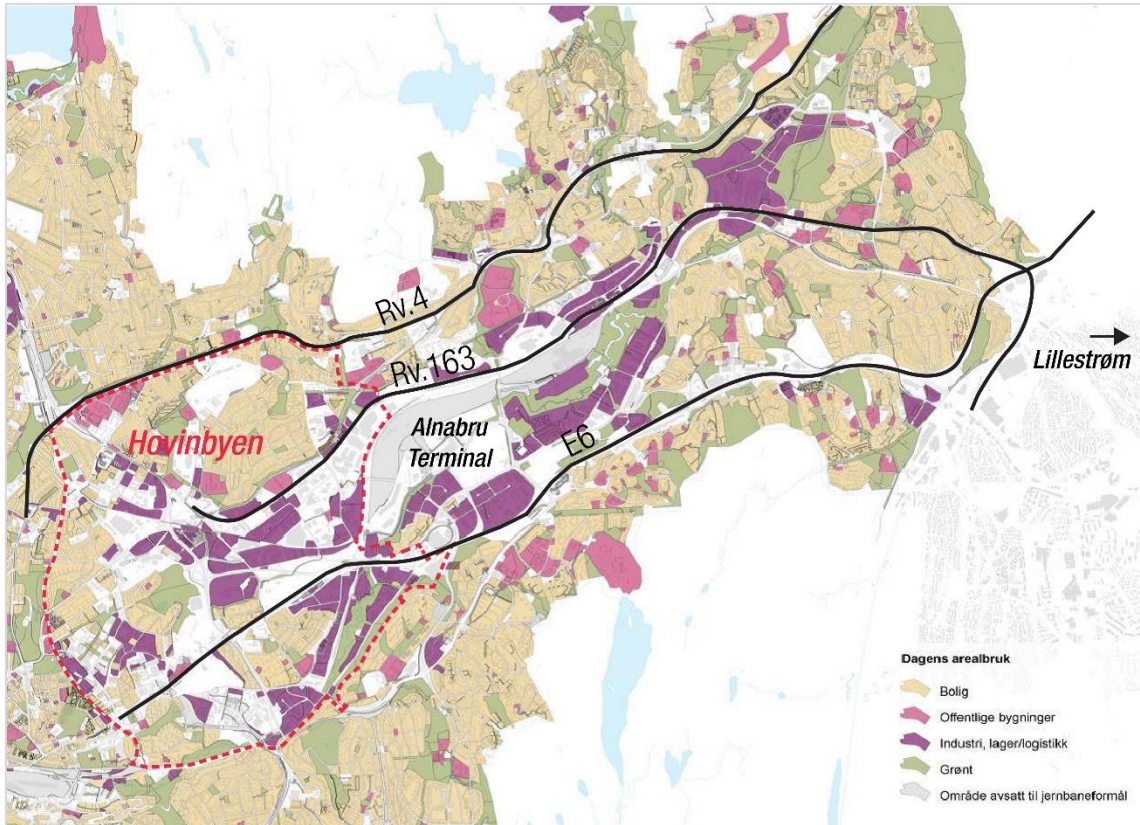 Rv.4
Rv.163
Hovinbyen
Alnabru
Terminal
E6
Lillestrøm
Dagens arealbruk
Bolig
Offentlige bygninger
Industri, lager/logistikk
Grønt
Område avsatt til jernbaneformål